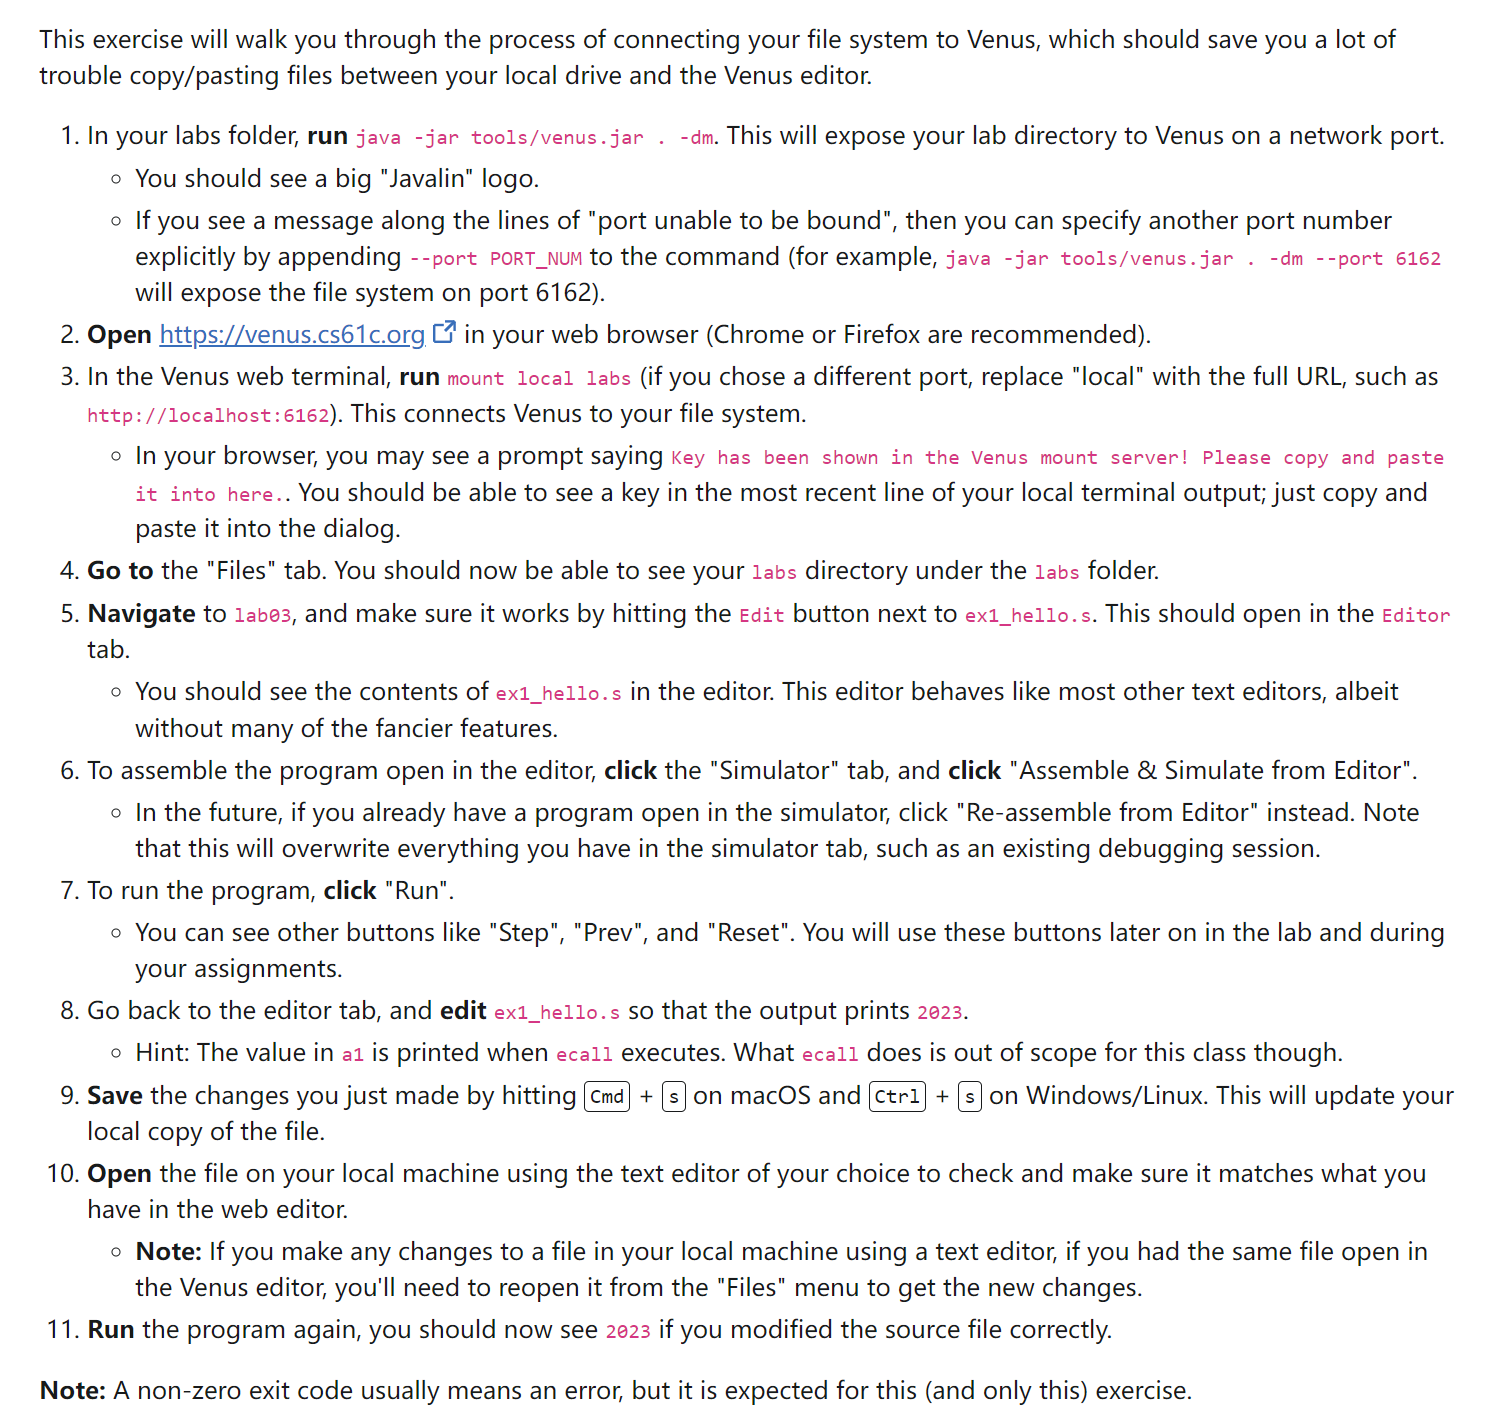 This exercise will walk you through the process of connecting your file system to Venus, which should save you a lot of
trouble copy/pasting files between your local drive and the Venus editor.
1. In your labs folder, run java -jar tools/venus.jar . -dm. This will expose your lab directory to Venus on a network port.
◦ You should see a big "Javalin" logo.
◦ If you see a message along the lines of "port unable to be bound", then you can specify another port number
explicitly by appending --port PORT_NUM to the command (for example, java -jar tools/venus.jar . -dm --port 6162
will expose the file system on port 6162).
2. Open https://venus.cs61c.org in your web browser (Chrome or Firefox are recommended).
3. In the Venus web terminal, run mount local labs (if you chose a different port, replace "local" with the full URL, such as
http://localhost:6162). This connects Venus to your file system.
◦ In your browser, you may see a prompt saying Key has been shown in the Venus mount server! Please copy and paste
it into here.. You should be able to see a key in the most recent line of your local terminal output; just copy and
paste it into the dialog.
4. Go to the "Files" tab. You should now be able to see your labs directory under the labs folder.
5. Navigate to lab03, and make sure it works by hitting the Edit button next to ex1_hello.s. This should open in the Editor
tab.
◦ You should see the contents of ex1_hello.s in the editor. This editor behaves like most other text editors, albeit
without many of the fancier features.
6. To assemble the program open in the editor, click the "Simulator" tab, and click "Assemble & Simulate from Editor".
◦ In the future, if you already have a program open in the simulator, click "Re-assemble from Editor" instead. Note
that this will overwrite everything you have in the simulator tab, such as an existing debugging session.
7. To run the program, click "Run".
◦ You can see other buttons like "Step", "Prev", and "Reset". You will use these buttons later on in the lab and during
your assignments.
8. Go back to the editor tab, and edit ex1_hello.s so that the output prints 2023.
◦ Hint: The value in a1 is printed when ecall executes. What ecall does is out of scope for this class though.
9. Save the changes you just made by hitting Cmd + s on macOS and Ctrl + s on Windows/Linux. This will update your
local copy of the file.
10. Open the file on your local machine using the text editor of your choice to check and make sure it matches what you
have in the web editor.
◦ Note: If you make any changes to a file in your local machine using a text editor, if you had the same file open in
the Venus editor, you'll need to reopen it from the "Files" menu to get the new changes.
11. Run the program again, you should now see 2023 if you modified the source file correctly.
Note: A non-zero exit code usually means an error, but it is expected for this (and only this) exercise.